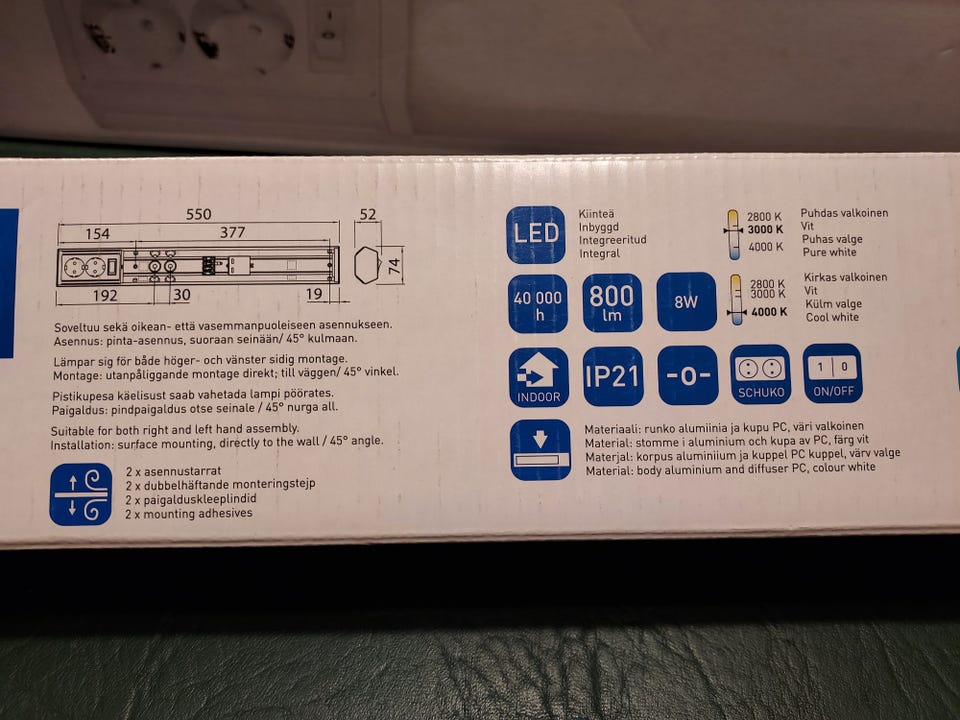 550
52
154
377
74
192
30
19
Soveltuu sekä oikean- että vasemmanpuoleiseen asennukseen.
Asennus: pinta-asennus, suoraan seinään/ 45° kulmaan.
Lämpar sig för både höger- och vänster sidig montage.
Montage: utanpåliggande montage direkt; till väggen/ 45° vinkel.
Pistikupesa käelisust saab vahetada lampi pöörates.
Paigaldus: pindpaigaldus otse seinale / 45° nurga all.
Suitable for both right and left hand assembly.
Installation: surface mounting, directly to the wall / 45° angle.
2 x asennustarrat
2 x dubbelhäftande monteringstejp
2 x paigalduskleeplindid
2 x mounting adhesives
LED
Kiinteä
Inbyggd
Integreeritud
Integral
2800 K
3000 K
4000 K
Puhdas valkoinen
Vit
Puhas valge
Pure white
40 000
h
800
lm
8W
2800 K
3000 K
4000 K
Kirkas valkoinen
Vit
Külm valge
Cool white
INDOOR
IP21
-o-
SCHUKO
1 0
ON/OFF
Materiaali: runko alumiinia ja kupu PC, väri valkoinen
Material: stomme i aluminium och kupa av PC, färg vit
Materjal: korpus aluminiium ja kuppel PC kuppel, värv valge
Material: body aluminium and diffuser PC, colour white